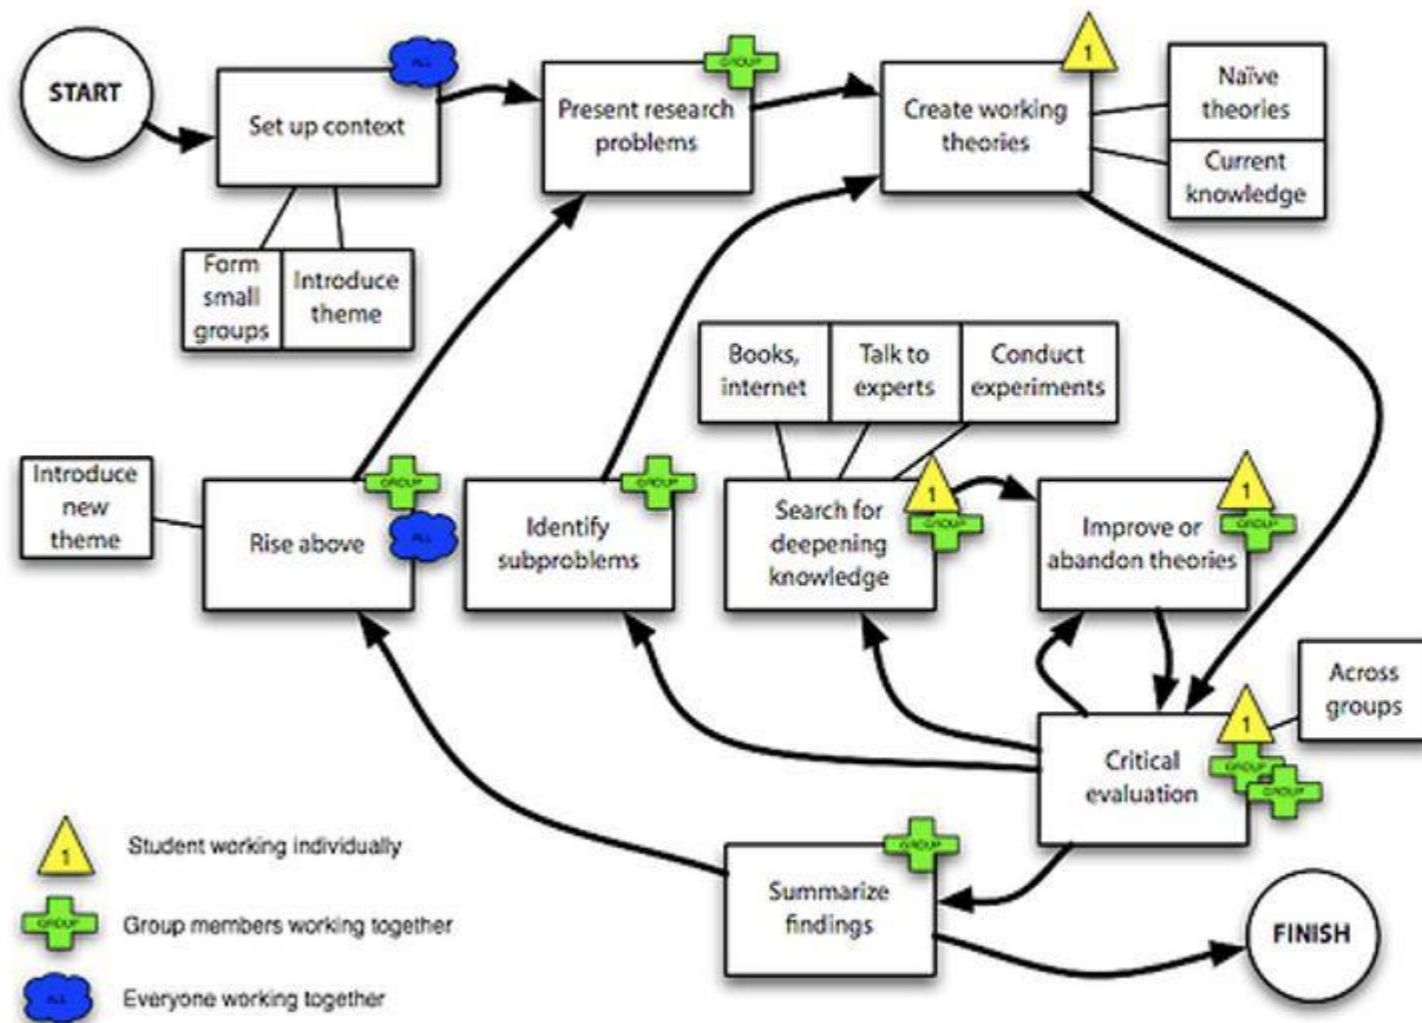 START
Set up context
ALL
Present research
problems
GROUP
Create working
theories
1
Naïve
theories
Current
knowledge
Form
small
groups
Introduce
theme
Books,
internet
Talk to
experts
Conduct
experiments
Introduce
new
theme
Rise above
GROUP
ALL
Identify
subproblems
GROUP
Search for
deepening
knowledge
1
GROUP
Improve or
abandon theories
1
GROUP
Across
groups
Critical
evaluation
1
GROUP
GROUP
Summarize
findings
GROUP
FINISH
1
Student working individually
GROUP
Group members working together
ALL
Everyone working together